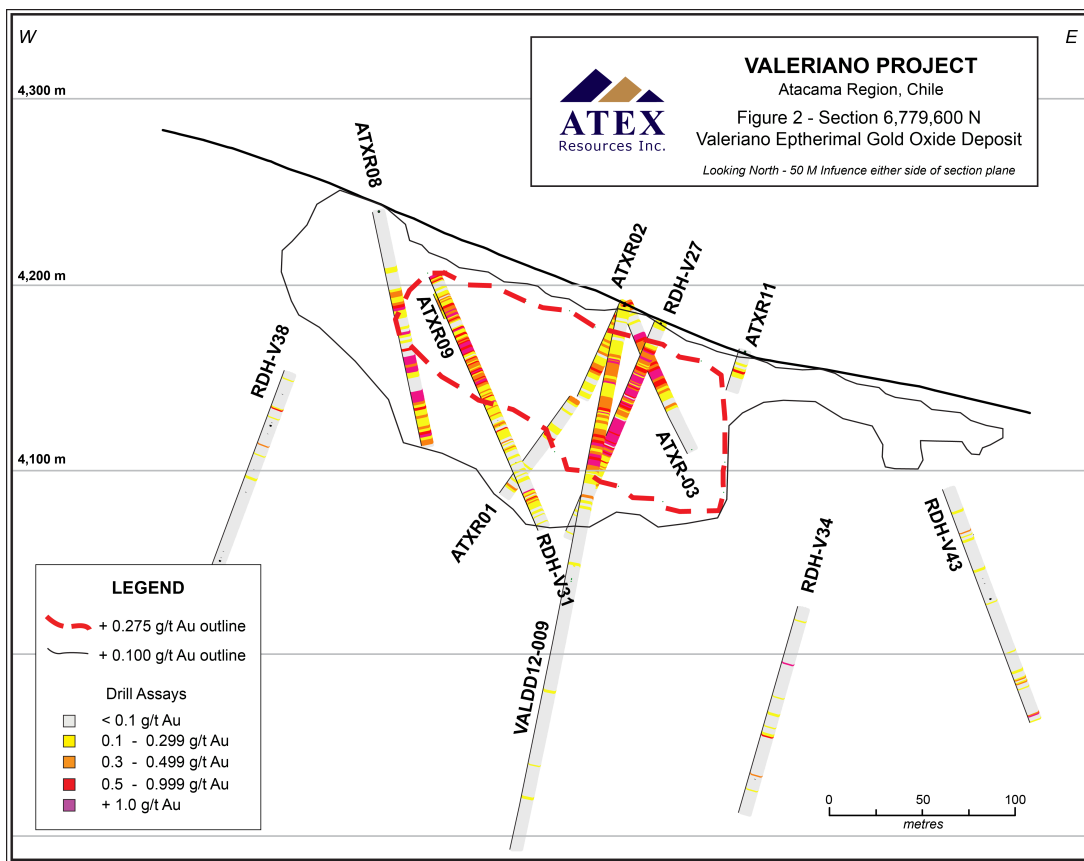 W
E
VALERIANO PROJECT
Atacama Region, Chile
Figure 2 - Section 6,779,600 N
Valeriano Eptherimal Gold Oxide Deposit
Looking North - 50 M Infuence either side of section plane
ATEX
Resources Inc.
4,300 m
4,200 m
4,100 m
ATXR08
ATXR02
RDH-V27
ATXR11
ATXR09
RDH-V38
ATXR-03
ATXR01
RDH-V31
RDH-V34
RDH-V43
VALDD12-009
LEGEND
+ 0.275 g/t Au outline
+ 0.100 g/t Au outline
Drill Assays
< 0.1 g/t Au
0.1 - 0.299 g/t Au
0.3 - 0.499 g/t Au
0.5 - 0.999 g/t Au
+ 1.0 g/t Au
0 50 100
metres